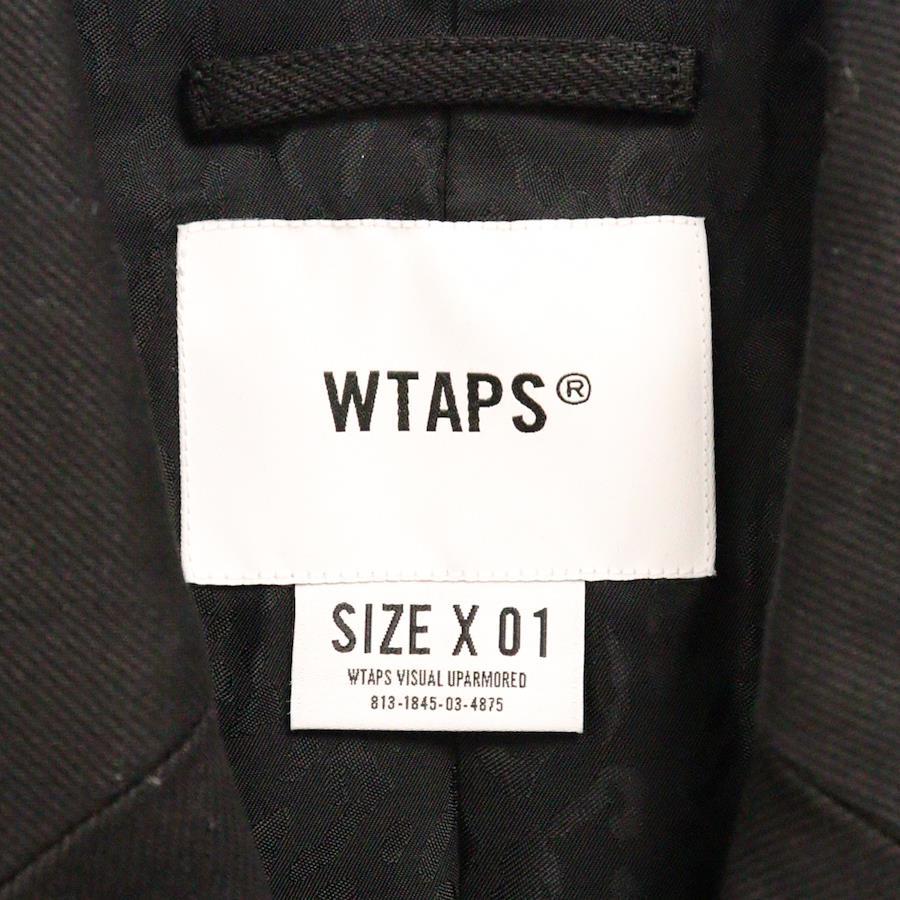 WTAPS®
SIZE X 01
WTAPS VISUAL UPARMORED
813-1845-03-4875